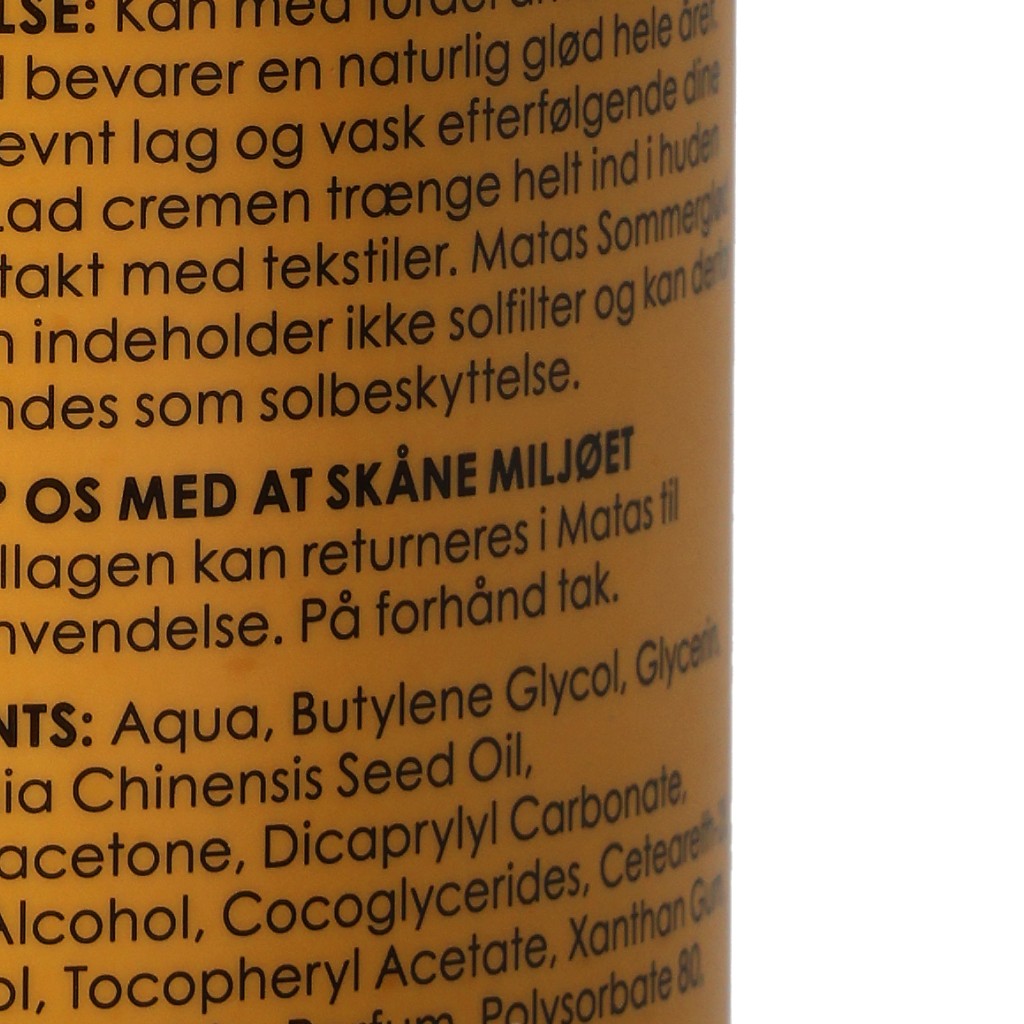 LSE: Kan med fordel
bevarer en naturlig glød hele året.
evnt lag og vask efterfølgende dine
Lad cremen trænge helt ind i huden
takt med tekstiler. Matas Sommerglød
indeholder ikke solfilter og kan
ndes som solbeskyttelse.
P OS MED AT SKÅNE MILJØET
llagen kan returneres i Matas til
nvendelse. På forhånd tak.
NTS: Aqua, Butylene Glycol, Glycerin,
ia Chinensis Seed Oil,
acetone, Dicaprylyl Carbonate,
Alcohol, Cocoglycerides,
ol, Tocopheryl Acetate, Xanthan Gum,
Parfum, Polysorbate 80,